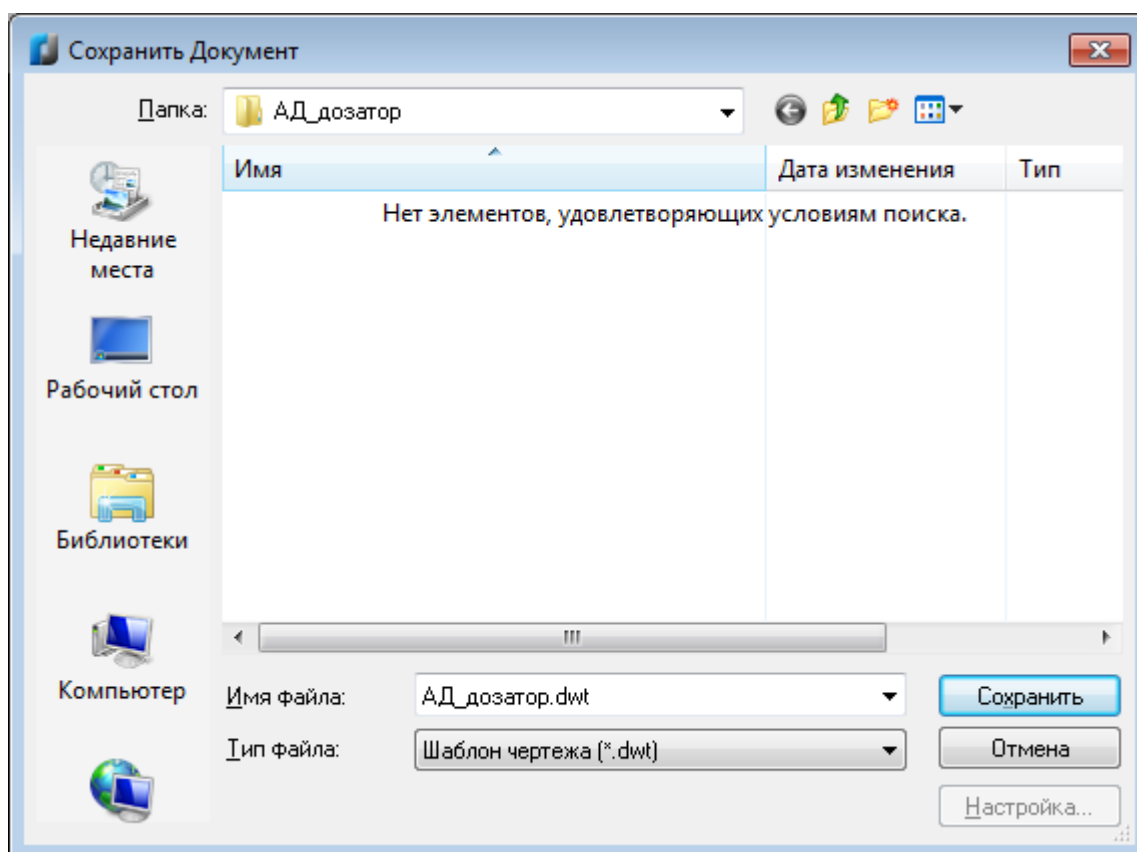 Сохранить Документ
Папка: АД_дозатор
Имя Дата изменения Тип
Нет элементов, удовлетворяющих условиям поиска.
Недавние
места
Рабочий стол
Библиотеки
Компьютер
Имя файла: АД_дозатор.dwt Сохранить
Тип файла: Шаблон чертежа (*.dwt) Отмена
Настройка...